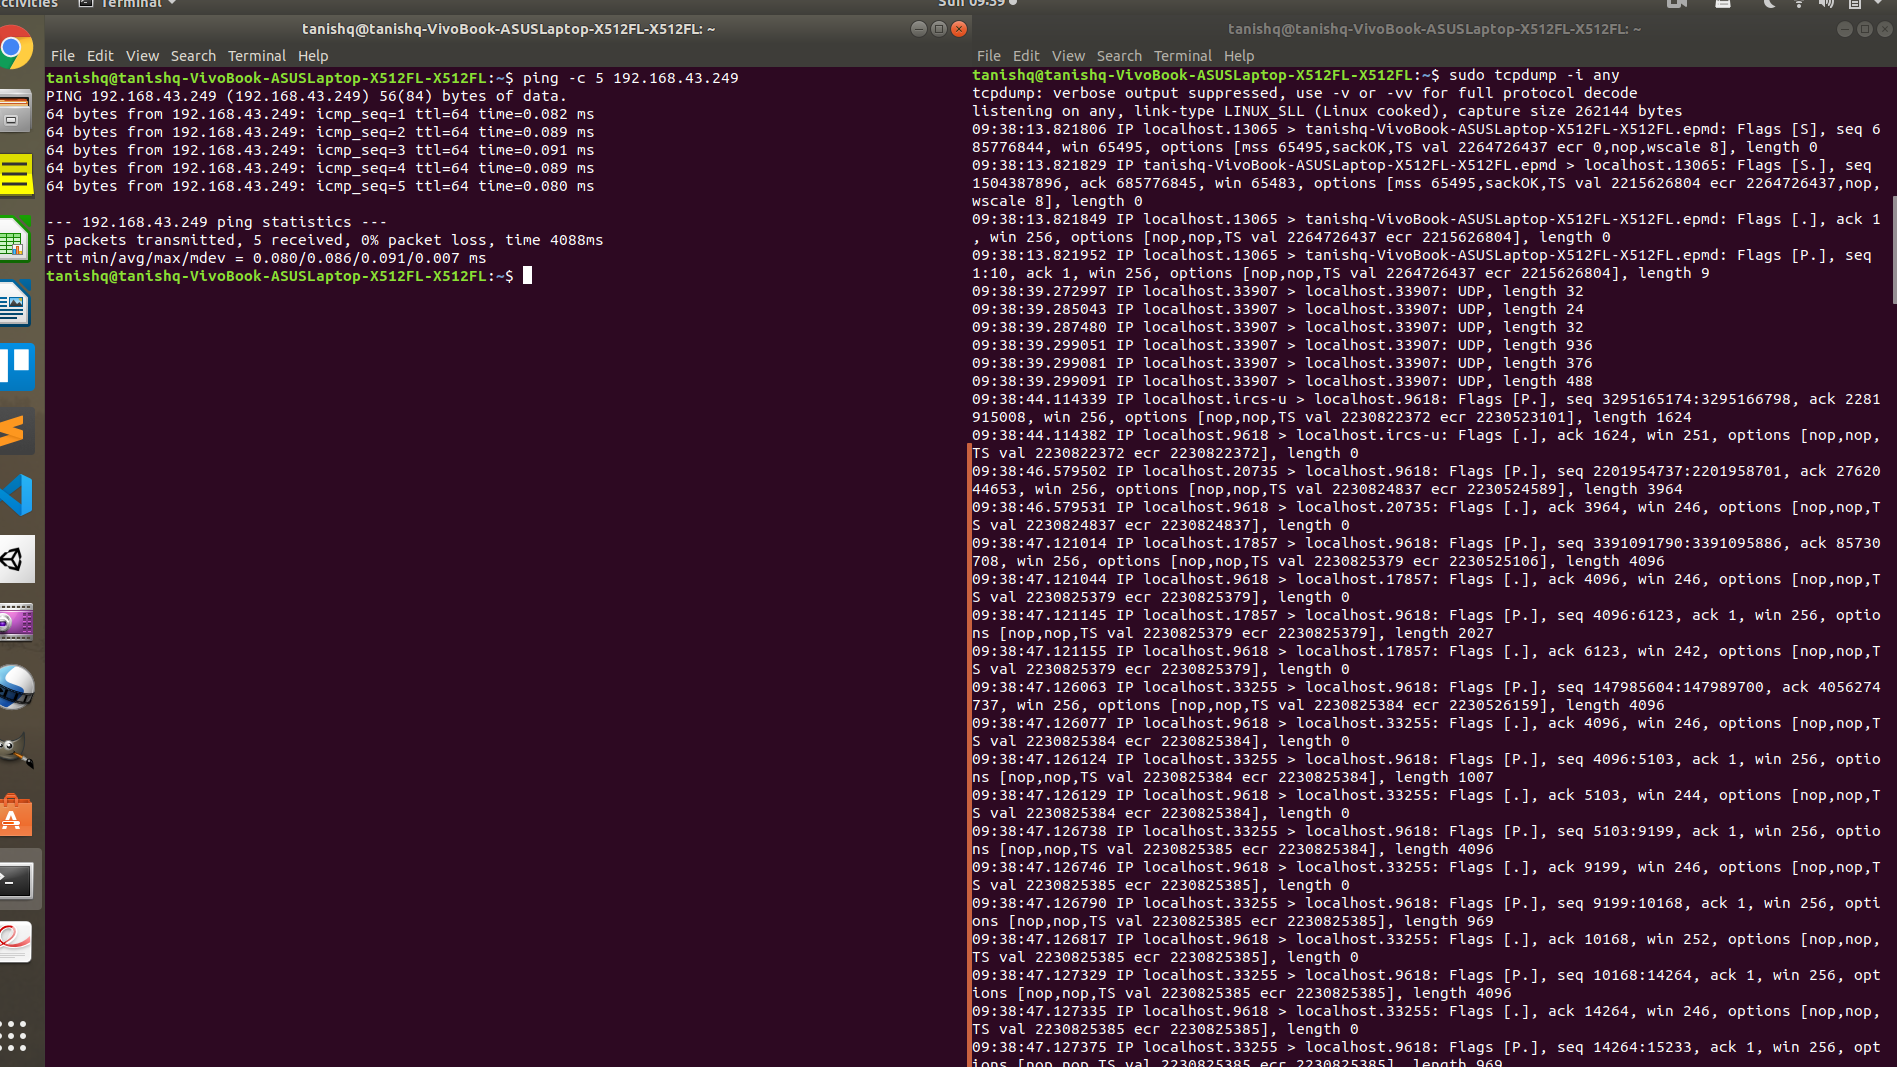 Activities Terminal Sun 09:39
tanishq@tanishq-VivoBook-ASUSLaptop-X512FL-X512FL: ~
File Edit View Search Terminal Help
tanishq@tanishq-VivoBook-ASUSLaptop-X512FL-X512FL:~$ ping -c 5 192.168.43.249
PING 192.168.43.249 (192.168.43.249) 56(84) bytes of data.
64 bytes from 192.168.43.249: icmp_seq=1 ttl=64 time=0.082 ms
64 bytes from 192.168.43.249: icmp_seq=2 ttl=64 time=0.089 ms
64 bytes from 192.168.43.249: icmp_seq=3 ttl=64 time=0.091 ms
64 bytes from 192.168.43.249: icmp_seq=4 ttl=64 time=0.089 ms
64 bytes from 192.168.43.249: icmp_seq=5 ttl=64 time=0.080 ms
--- 192.168.43.249 ping statistics ---
5 packets transmitted, 5 received, 0% packet loss, time 4088ms
rtt min/avg/max/mdev = 0.080/0.086/0.091/0.007 ms
tanishq@tanishq-VivoBook-ASUSLaptop-X512FL-X512FL:~$
tanishq@tanishq-VivoBook-ASUSLaptop-X512FL-X512FL: ~
File Edit View Search Terminal Help
tanishq@tanishq-VivoBook-ASUSLaptop-X512FL-X512FL:~$ sudo tcpdump -i any
tcpdump: verbose output suppressed, use -v or -vv for full protocol decode
listening on any, link-type LINUX_SLL (Linux cooked), capture size 262144 bytes
09:38:13.821806 IP localhost.13065 > tanishq-VivoBook-ASUSLaptop-X512FL-X512FL.epmd: Flags [S], seq 6
85776844, win 65495, options [mss 65495,sackOK,TS val 2264726437 ecr 0,nop,wscale 8], length 0
09:38:13.821829 IP tanishq-VivoBook-ASUSLaptop-X512FL-X512FL.epmd > localhost.13065: Flags [S.], seq
1504387896, ack 685776845, win 65483, options [mss 65495,sackOK,TS val 2215626804 ecr 2264726437,nop,
wscale 8], length 0
09:38:13.821849 IP localhost.13065 > tanishq-VivoBook-ASUSLaptop-X512FL-X512FL.epmd: Flags [.], ack 1
, win 256, options [nop,nop,TS val 2264726437 ecr 2215626804], length 0
09:38:13.821952 IP localhost.13065 > tanishq-VivoBook-ASUSLaptop-X512FL-X512FL.epmd: Flags [P.], seq
1:10, ack 1, win 256, options [nop,nop,TS val 2264726437 ecr 2215626804], length 9
09:38:39.272997 IP localhost.33907 > localhost.33907: UDP, length 32
09:38:39.285043 IP localhost.33907 > localhost.33907: UDP, length 24
09:38:39.287480 IP localhost.33907 > localhost.33907: UDP, length 32
09:38:39.299051 IP localhost.33907 > localhost.33907: UDP, length 936
09:38:39.299081 IP localhost.33907 > localhost.33907: UDP, length 376
09:38:39.299091 IP localhost.33907 > localhost.33907: UDP, length 488
09:38:44.114339 IP localhost.ircs-u > localhost.9618: Flags [P.], seq 3295165174:3295166798, ack 2281
915008, win 256, options [nop,nop,TS val 2230822372 ecr 2230523101], length 1624
09:38:44.114382 IP localhost.9618 > localhost.ircs-u: Flags [.], ack 1624, win 251, options [nop,nop,
TS val 2230822372 ecr 2230822372], length 0
09:38:46.579502 IP localhost.20735 > localhost.9618: Flags [P.], seq 2201954737:2201958701, ack 27620
44653, win 256, options [nop,nop,TS val 2230824837 ecr 2230524589], length 3964
09:38:46.579531 IP localhost.9618 > localhost.20735: Flags [.], ack 3964, win 246, options [nop,nop,T
S val 2230824837 ecr 2230824837], length 0
09:38:47.121014 IP localhost.17857 > localhost.9618: Flags [P.], seq 3391091790:3391095886, ack 85730
708, win 256, options [nop,nop,TS val 2230825379 ecr 2230525106], length 4096
09:38:47.121044 IP localhost.9618 > localhost.17857: Flags [.], ack 4096, win 246, options [nop,nop,T
S val 2230825379 ecr 2230825379], length 0
09:38:47.121145 IP localhost.17857 > localhost.9618: Flags [P.], seq 4096:6123, ack 1, win 256, optio
ns [nop,nop,TS val 2230825379 ecr 2230825379], length 2027
09:38:47.121155 IP localhost.9618 > localhost.17857: Flags [.], ack 6123, win 242, options [nop,nop,T
S val 2230825379 ecr 2230825379], length 0
09:38:47.126063 IP localhost.33255 > localhost.9618: Flags [P.], seq 147985604:147989700, ack 4056274
737, win 256, options [nop,nop,TS val 2230825384 ecr 2230526159], length 4096
09:38:47.126077 IP localhost.9618 > localhost.33255: Flags [.], ack 4096, win 246, options [nop,nop,T
S val 2230825384 ecr 2230825384], length 0
09:38:47.126124 IP localhost.33255 > localhost.9618: Flags [P.], seq 4096:5103, ack 1, win 256, optio
ns [nop,nop,TS val 2230825384 ecr 2230825384], length 1007
09:38:47.126129 IP localhost.9618 > localhost.33255: Flags [.], ack 5103, win 244, options [nop,nop,T
S val 2230825384 ecr 2230825384], length 0
09:38:47.126738 IP localhost.33255 > localhost.9618: Flags [P.], seq 5103:9199, ack 1, win 256, optio
ns [nop,nop,TS val 2230825385 ecr 2230825384], length 4096
09:38:47.126746 IP localhost.9618 > localhost.33255: Flags [.], ack 9199, win 246, options [nop,nop,T
S val 2230825385 ecr 2230825385], length 0
09:38:47.126790 IP localhost.33255 > localhost.9618: Flags [P.], seq 9199:10168, ack 1, win 256, opti
ons [nop,nop,TS val 2230825385 ecr 2230825385], length 969
09:38:47.126817 IP localhost.9618 > localhost.33255: Flags [.], ack 10168, win 252, options [nop,nop,
TS val 2230825385 ecr 2230825385], length 0
09:38:47.127329 IP localhost.33255 > localhost.9618: Flags [P.], seq 10168:14264, ack 1, win 256, opt
ions [nop,nop,TS val 2230825385 ecr 2230825385], length 4096
09:38:47.127335 IP localhost.9618 > localhost.33255: Flags [.], ack 14264, win 246, options [nop,nop,
TS val 2230825385 ecr 2230825385], length 0
09:38:47.127375 IP localhost.33255 > localhost.9618: Flags [P.], seq 14264:15233, ack 1, win 256, opt
ions [nop,nop,TS val 2230825385 ecr 2230825385], length 969